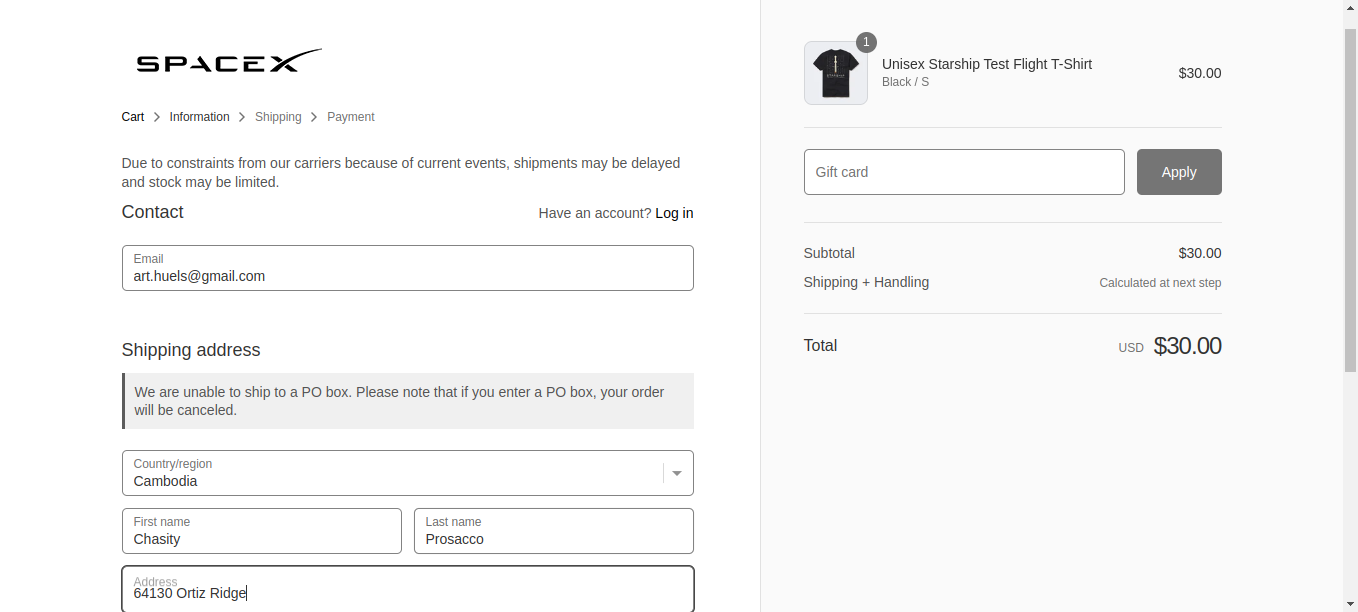 SPACEX
Cart > Information > Shipping > Payment
Due to constraints from our carriers because of current events, shipments may be delayed
and stock may be limited.
Contact
Have an account? Log in
Email
art.huels@gmail.com
Shipping address
We are unable to ship to a PO box. Please note that if you enter a PO box, your order
will be canceled.
Country/region
Cambodia
First name
Chasity
Last name
Prosacco
Address
64130 Ortiz Ridge
1
Unisex Starship Test Flight T-Shirt
Black / S
$30.00
Gift card
Apply
Subtotal
$30.00
Shipping + Handling
Calculated at next step
Total
USD $30.00